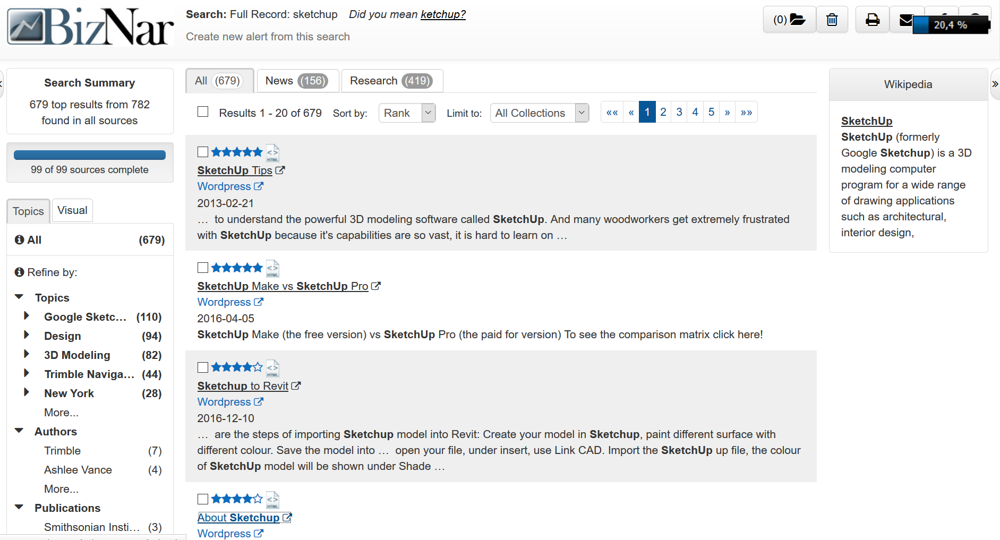 BizNar
Search: Full Record: sketchup Did you mean ketchup?
Create new alert from this search
(0)
20,4 %
Search Summary
679 top results from 782
found in all sources
99 of 99 sources complete
Topics
Visual
All (679)
Refine by:
Topics
Google Sketc... (110)
Design (94)
3D Modeling (82)
Trimble Naviga... (44)
New York (28)
More...
Authors
Trimble (7)
Ashlee Vance (4)
More...
Publications
Smithsonian Insti... (3)
All (679)
News (156)
Research (419)
Results 1 - 20 of 679 Sort by: Rank Limit to: All Collections «« « 1 2 3 4 5 » »»
HTML
SketchUp Tips
Wordpress
2013-02-21
… to understand the powerful 3D modeling software called SketchUp. And many woodworkers get extremely frustrated
with SketchUp because it's capabilities are so vast, it is hard to learn on …
HTML
SketchUp Make vs SketchUp Pro
Wordpress
2016-04-05
SketchUp Make (the free version) vs SketchUp Pro (the paid for version) To see the comparison matrix click here!
HTML
Sketchup to Revit
Wordpress
2016-12-10
… are the steps of importing Sketchup model into Revit: Create your model in Sketchup, paint different surface with
different colour. Save the model into … open your file, under insert, use Link CAD. Import the SketchUp up file, the colour
of SketchUp model will be shown under Shade …
HTML
About Sketchup
Wordpress
Wikipedia
»
SketchUp
SketchUp (formerly
Google Sketchup) is a 3D
modeling computer
program for a wide range
of drawing applications
such as architectural,
interior design,